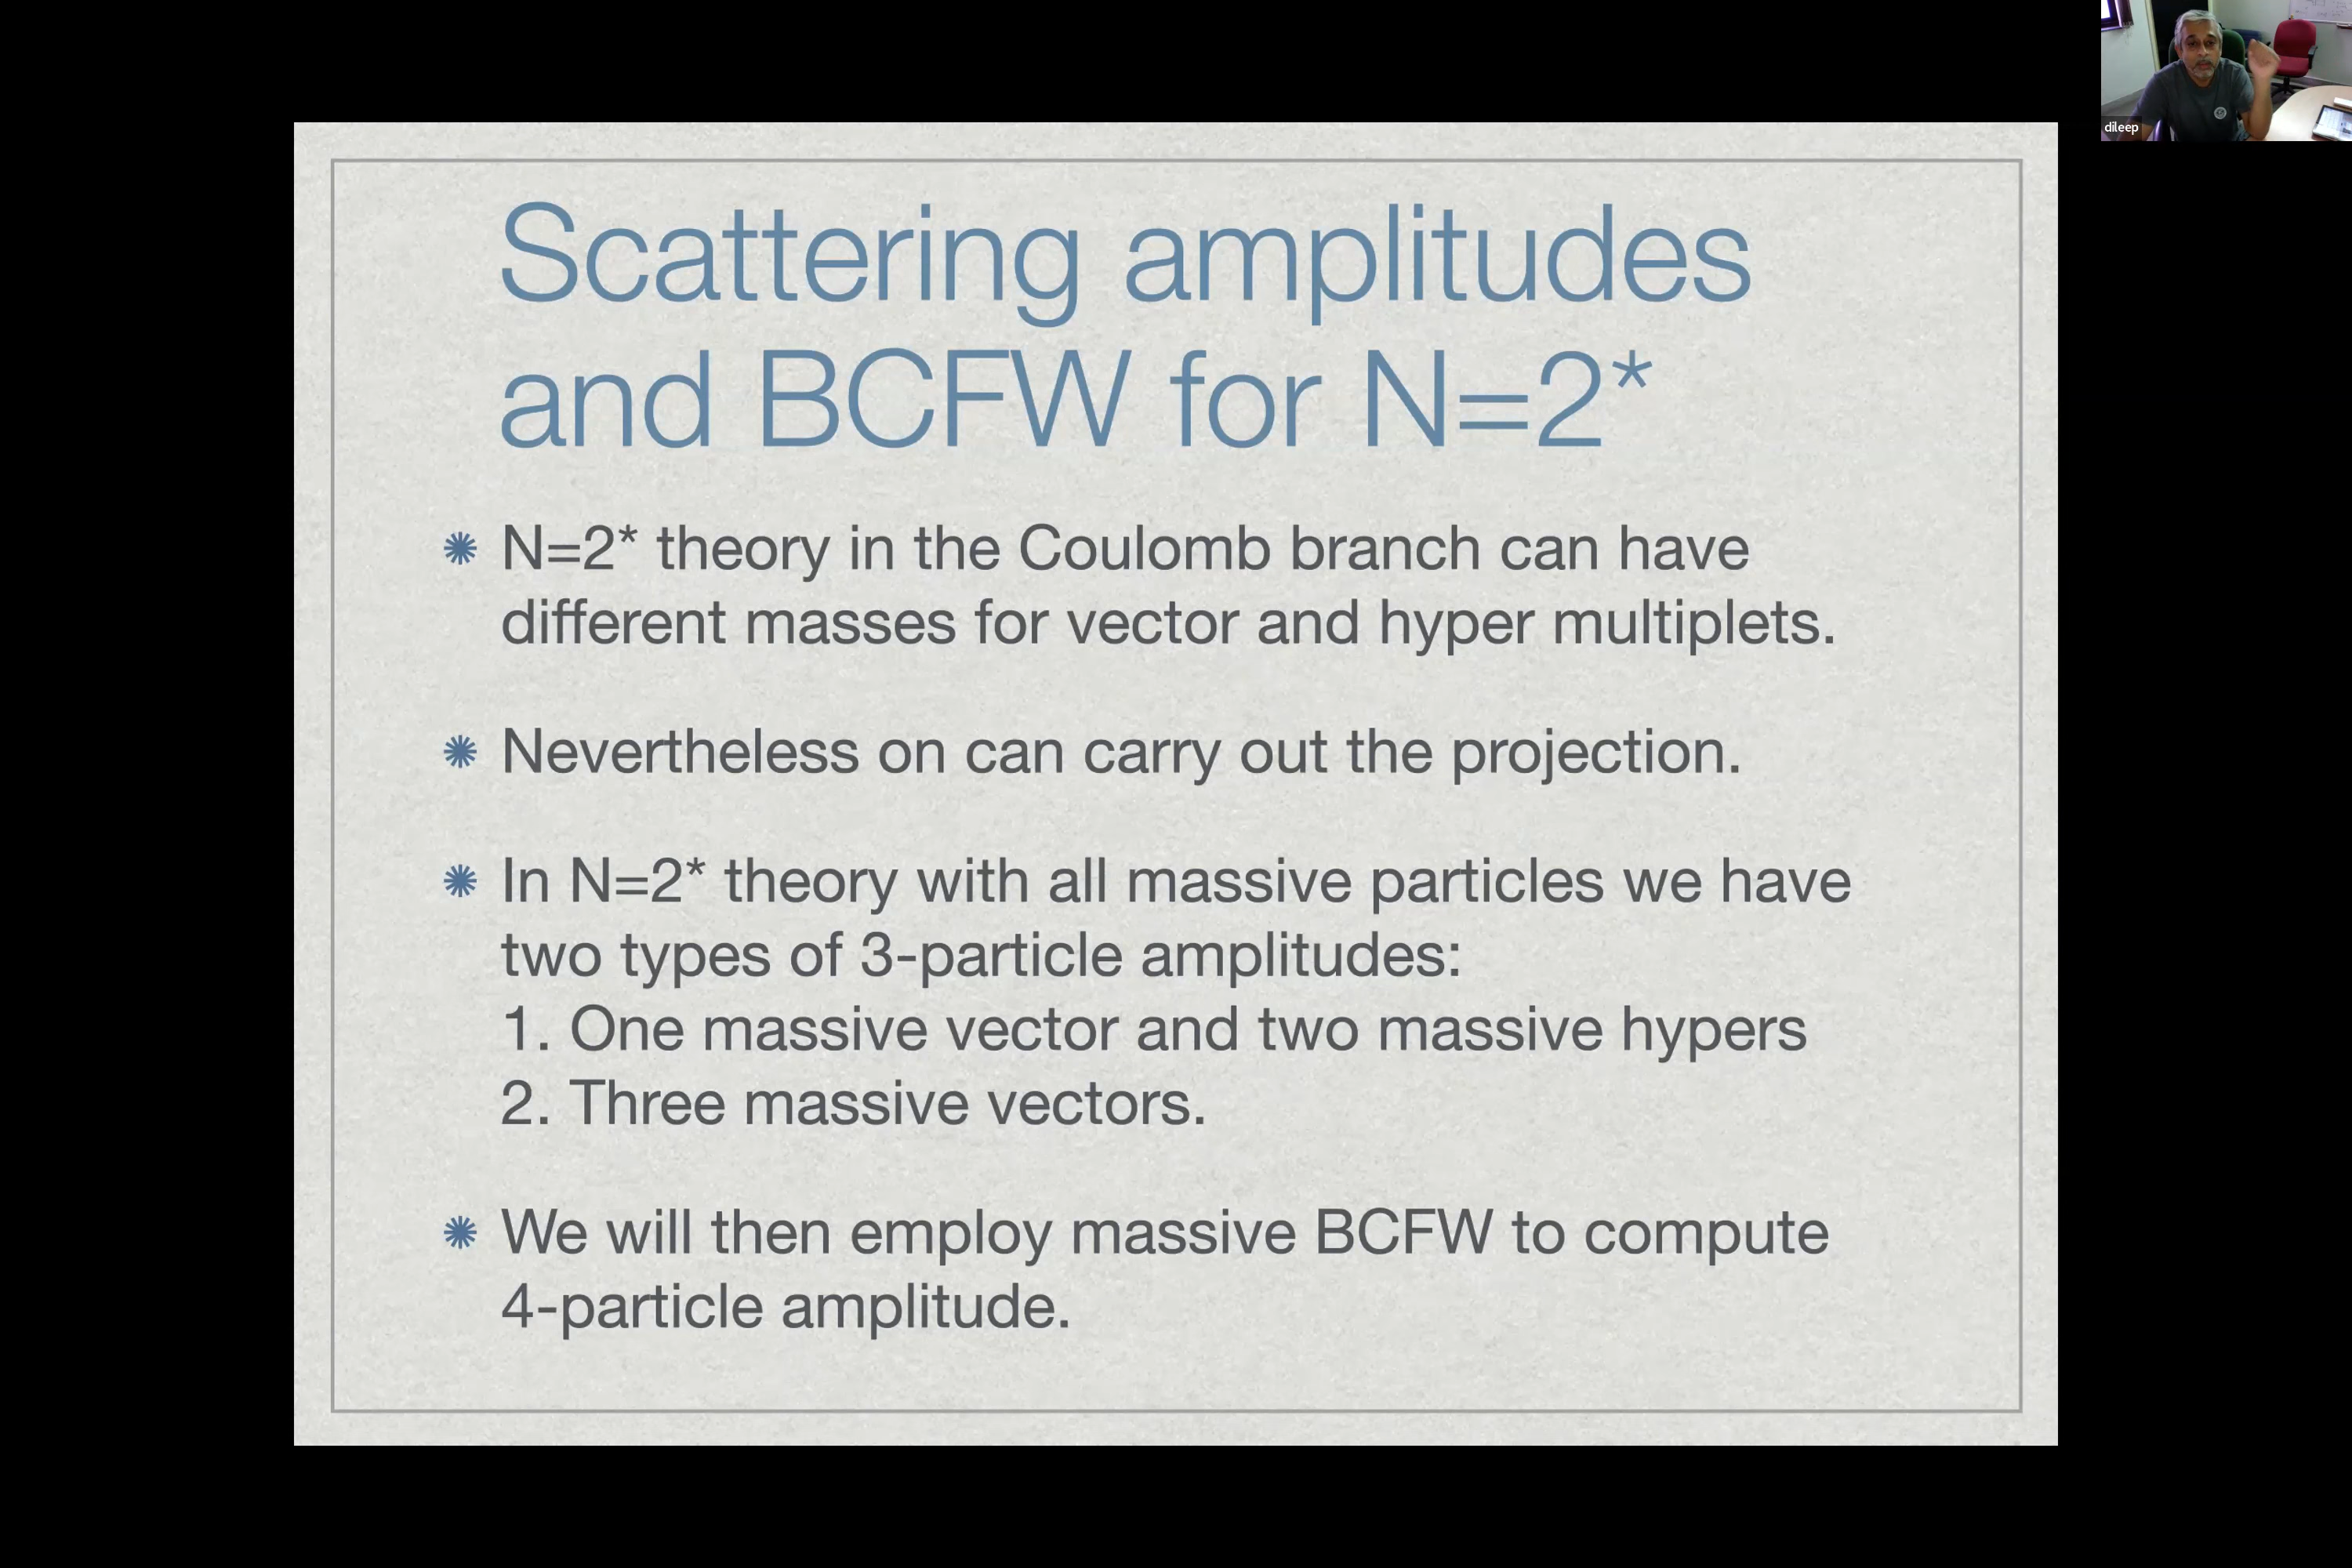 dileep
Scattering amplitudes
and BCFW for N=2*
N=2* theory in the Coulomb branch can have
different masses for vector and hyper multiplets.
Nevertheless on can carry out the projection.
In N=2* theory with all massive particles we have
two types of 3-particle amplitudes:
1. One massive vector and two massive hypers
2. Three massive vectors.
We will then employ massive BCFW to compute
4-particle amplitude.